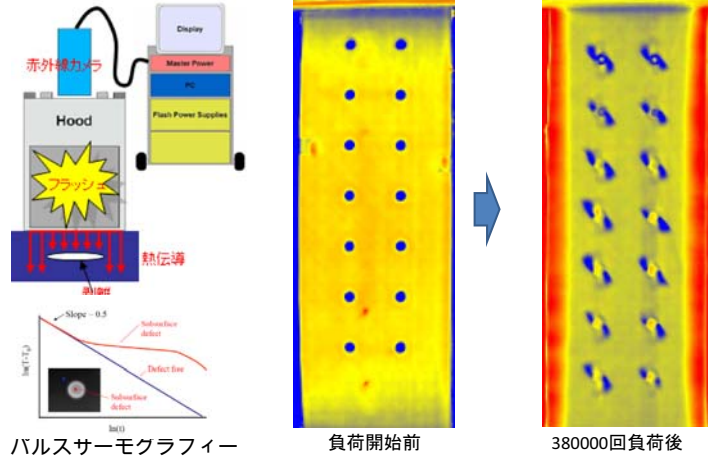 Display
赤外線カメラ
Master Power
PC
Hood
Flash Power Supplies
フラッシュ
熱伝導
Slope – 0.5
Subsurface
defect
Defect free
Subsurface
defect
ln(T-T₀)
ln(t)
パルスサーモグラフィー
負荷開始前
380000回負荷後